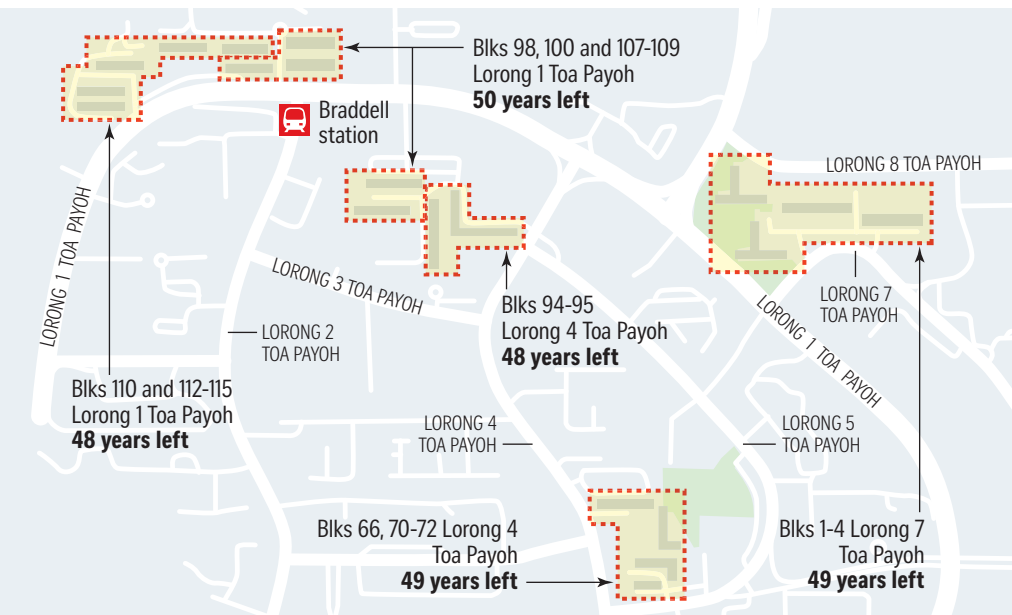 Blks 98, 100 and 107-109
Lorong 1 Toa Payoh
50 years left
Braddell
station
LORONG 8 TOA PAYOH
LORONG 1 TOA PAYOH
LORONG 3 TOA PAYOH
LORONG 7
TOA PAYOH
Blks 94-95
Lorong 4 Toa Payoh
48 years left
LORONG 1 TOA PAYOH
LORONG 2
TOA PAYOH
Blks 110 and 112-115
Lorong 1 Toa Payoh
48 years left
LORONG 4
TOA PAYOH
LORONG 5
TOA PAYOH
Blks 66, 70-72 Lorong 4
Toa Payoh
49 years left
Blks 1-4 Lorong 7
Toa Payoh
49 years left